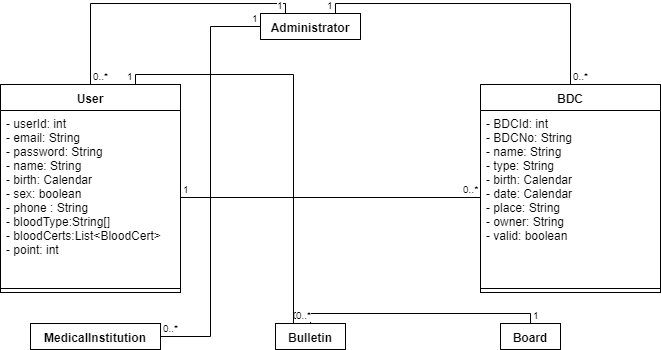 1 1
Administrator
1
0..* 1 0..*
User
- userId: int
- email: String
- password: String
- name: String
- birth: Calendar
- sex: boolean
- phone : String
- bloodType:String[]
- bloodCerts:List<BloodCert>
- point: int
BDC
- BDCId: int
- BDCNo: String
- name: String
- type: String
- birth: Calendar
- date: Calendar
- place: String
- owner: String
- valid: boolean
1 0..*
0..* 0..* 1
MedicalInstitution
Bulletin
Board